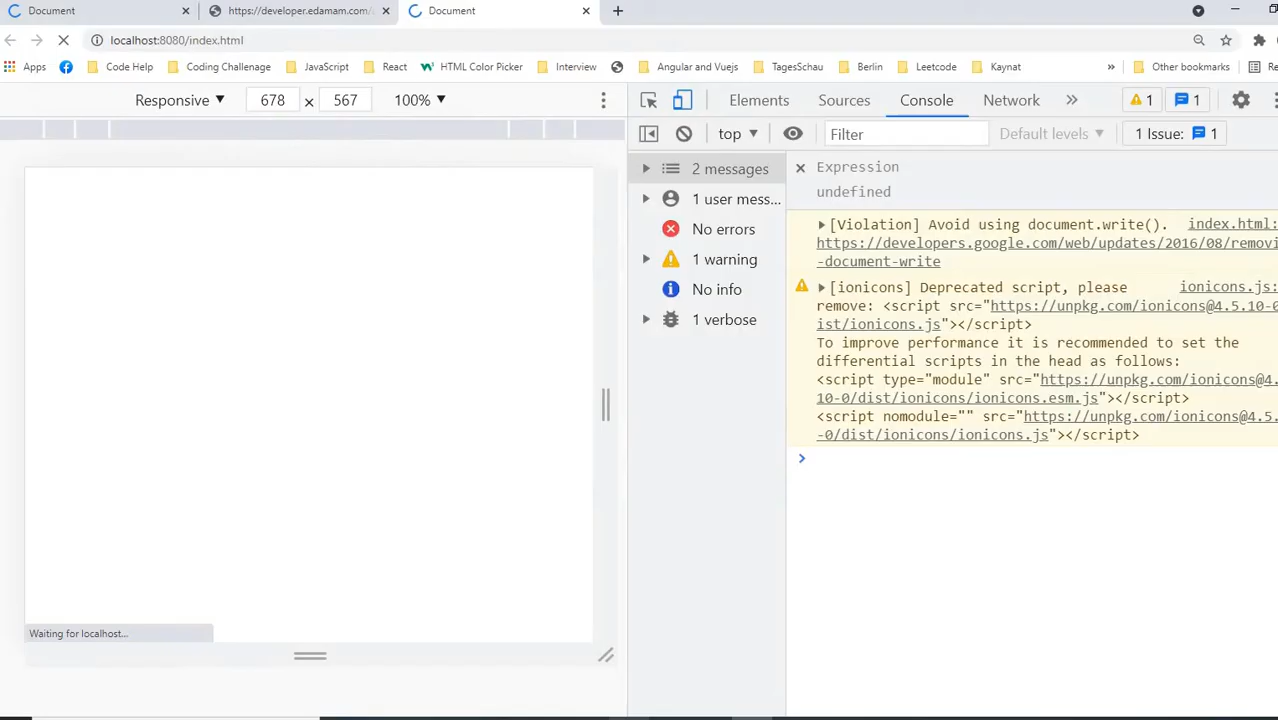 Document
https://developer.edamam.com/
Document
localhost:8080/index.html
Apps
Code Help
Coding Challenage
JavaScript
React
HTML Color Picker
Interview
Angular and Vuejs
TagesSchau
Berlin
Leetcode
Kaynat
»
Other bookmarks
Rea
Responsive
678 × 567
100%
Elements
Sources
Console
Network
1
1
top
Filter
Default levels
1 Issue: 1
2 messages
1 user mess...
No errors
1 warning
No info
1 verbose
Expression
undefined
[Violation] Avoid using document.write(). index.html:
https://developers.google.com/web/updates/2016/08/removi
-document-write
[ionicons] Deprecated script, please ionicons.js:
remove: <script src="https://unpkg.com/ionicons@4.5.10-0
ist/ionicons.js"></script>
To improve performance it is recommended to set the
differential scripts in the head as follows:
<script type="module" src="https://unpkg.com/ionicons@4.
10-0/dist/ionicons/ionicons.esm.js"></script>
<script nomodule="" src="https://unpkg.com/ionicons@4.5.
-0/dist/ionicons/ionicons.js"></script>
Waiting for localhost...